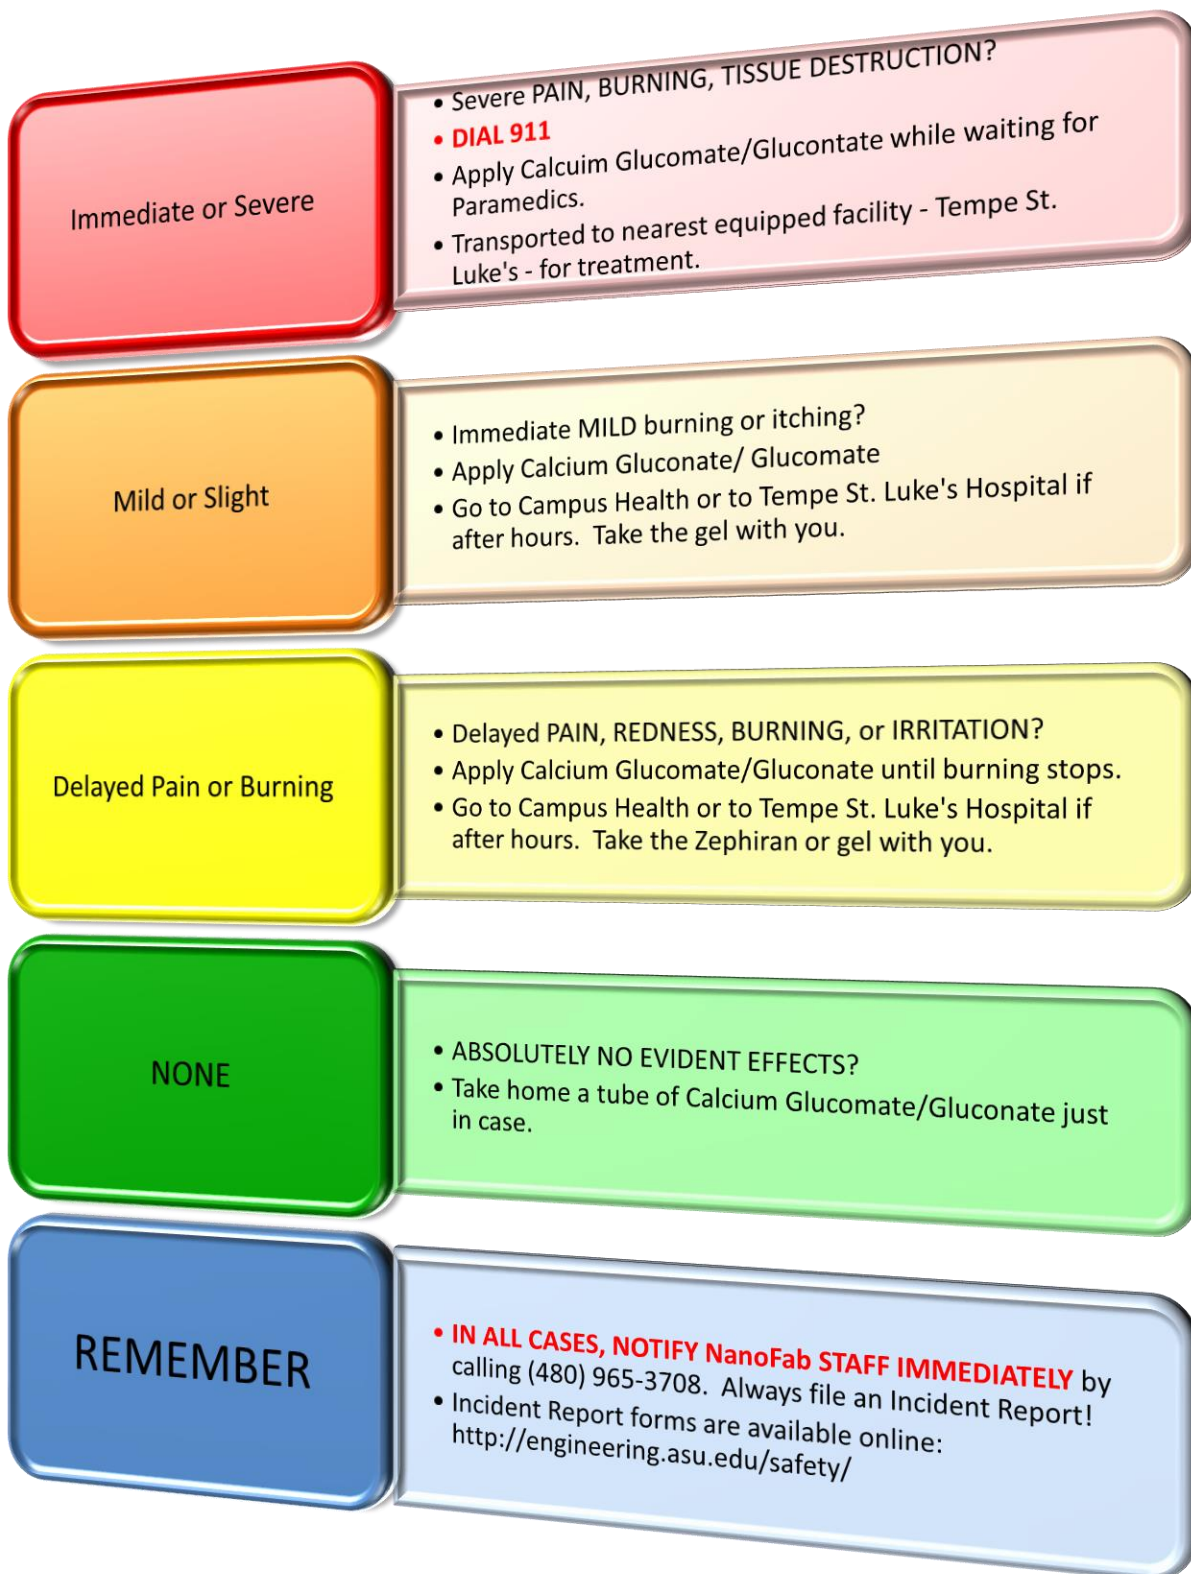 Immediate or Severe
• Severe PAIN, BURNING, TISSUE DESTRUCTION?
• DIAL 911
• Apply Calcuim Glucomate/Glucontate while waiting for
Paramedics.
• Transported to nearest equipped facility - Tempe St.
Luke's - for treatment.
Mild or Slight
• Immediate MILD burning or itching?
• Apply Calcium Gluconate/ Glucomate
• Go to Campus Health or to Tempe St. Luke's Hospital if
after hours. Take the gel with you.
Delayed Pain or Burning
• Delayed PAIN, REDNESS, BURNING, or IRRITATION?
• Apply Calcium Glucomate/Gluconate until burning stops.
• Go to Campus Health or to Tempe St. Luke's Hospital if
after hours. Take the Zephiran or gel with you.
NONE
• ABSOLUTELY NO EVIDENT EFFECTS?
• Take home a tube of Calcium Glucomate/Gluconate just
in case.
REMEMBER
• IN ALL CASES, NOTIFY NanoFab STAFF IMMEDIATELY by
calling (480) 965-3708. Always file an Incident Report!
• Incident Report forms are available online:
http://engineering.asu.edu/safety/